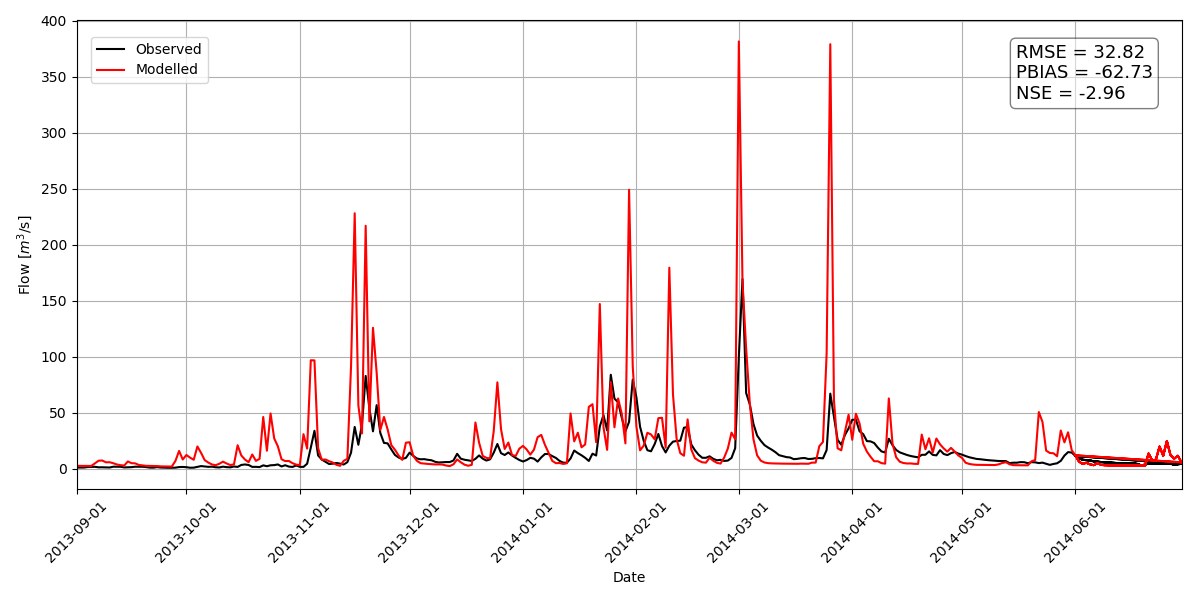 400
350
300
250
200
150
100
50
0
Flow [m³/s]
Observed
Modelled
RMSE = 32.82
PBIAS = -62.73
NSE = -2.96
2013-09-01
2013-10-01
2013-11-01
2013-12-01
2014-01-01
2014-02-01
2014-03-01
2014-04-01
2014-05-01
2014-06-01
Date